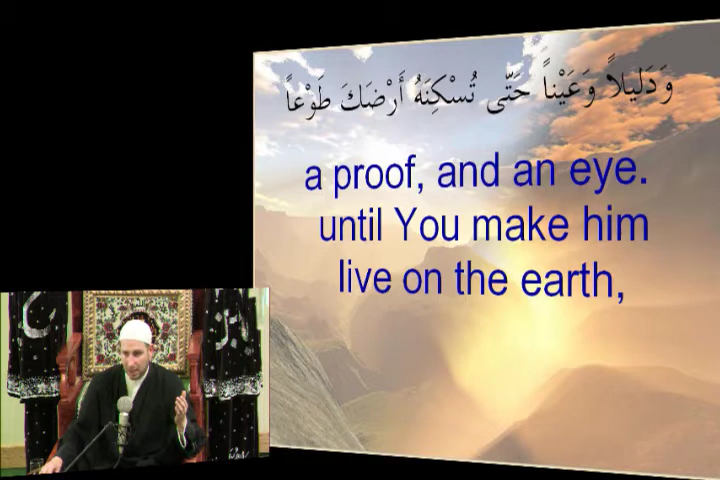 وَدَلِيلاً وَعَيْناً حَتّى تُسْكِنَهُ أَرْضَكَ طَوْعاً
a proof, and an eye.
until You make him
live on the earth,